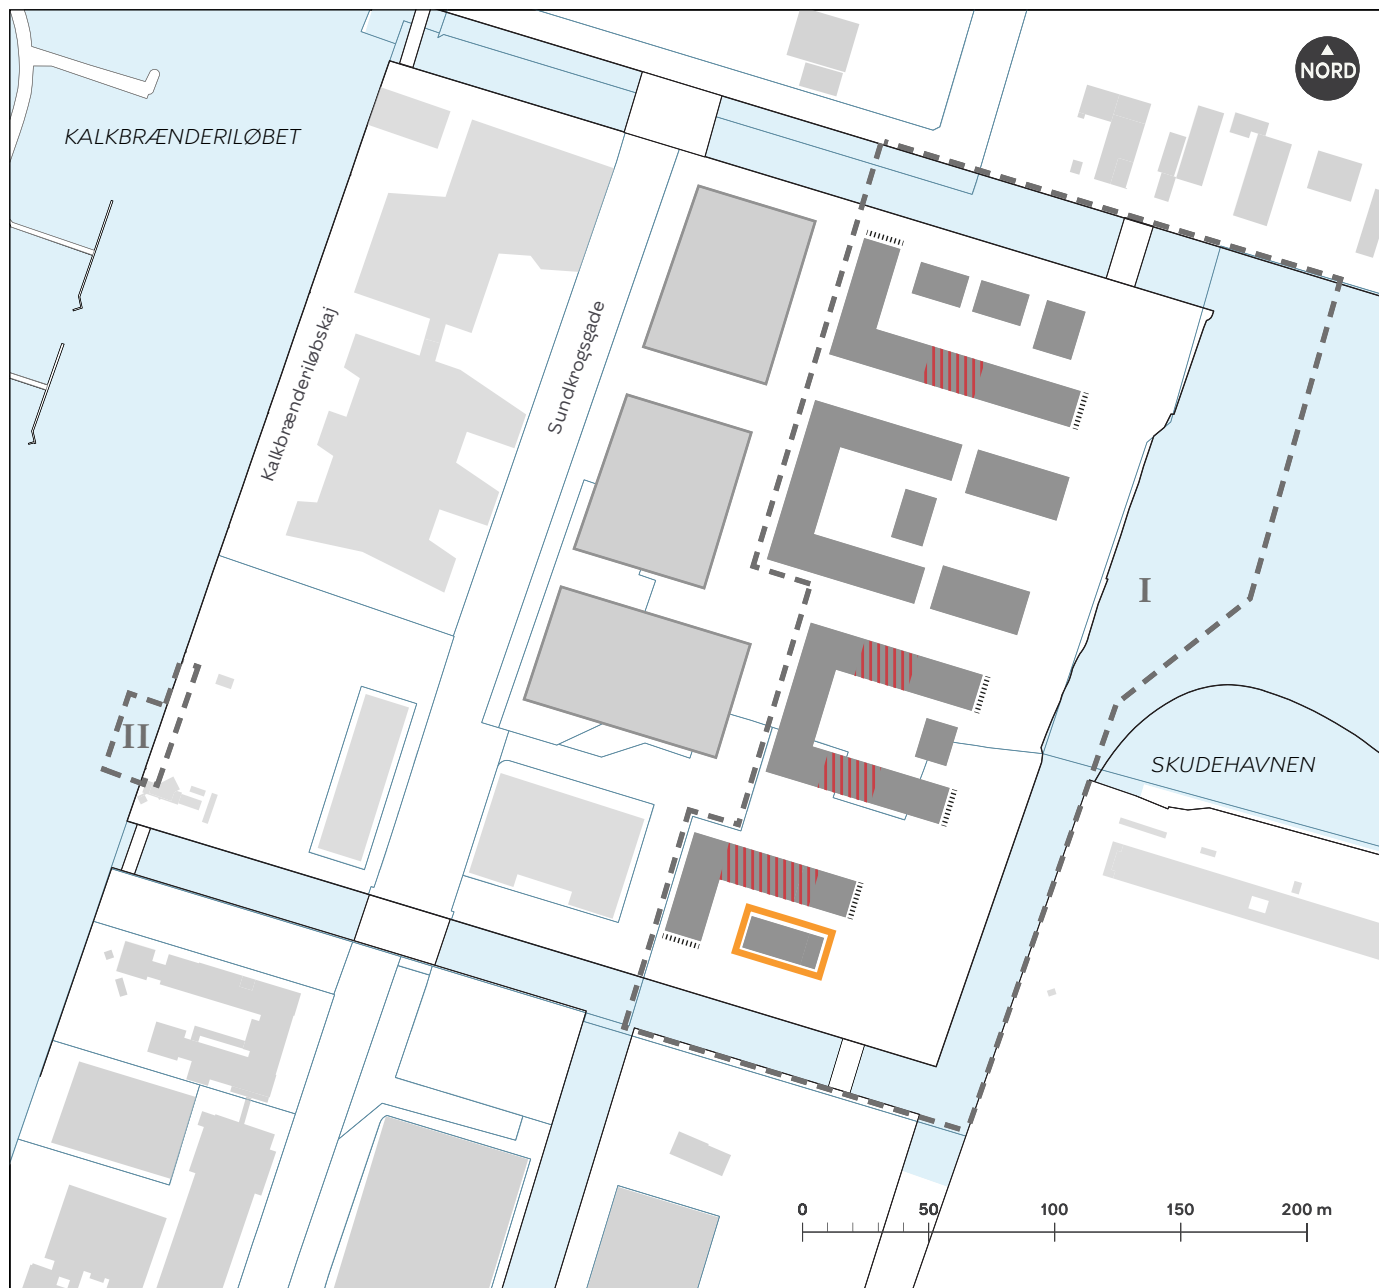 NORD
KALKBRÆNDERILØBET
Kalkbrænderiløbskaj
Sundkrogsgade
I
II
SKUDEHAVNEN
0 50 100 150 200 m